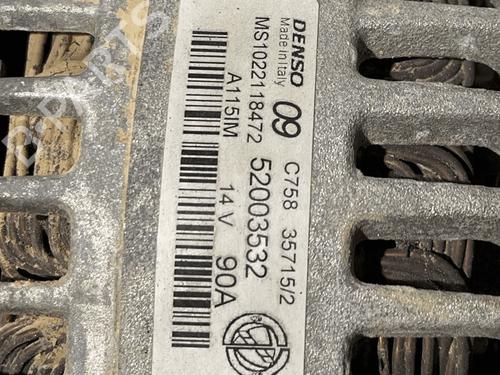 DENSO
Made in Italy
09
C758 35715/2
MS1022118472
52003532
A115IM
14 V 90A